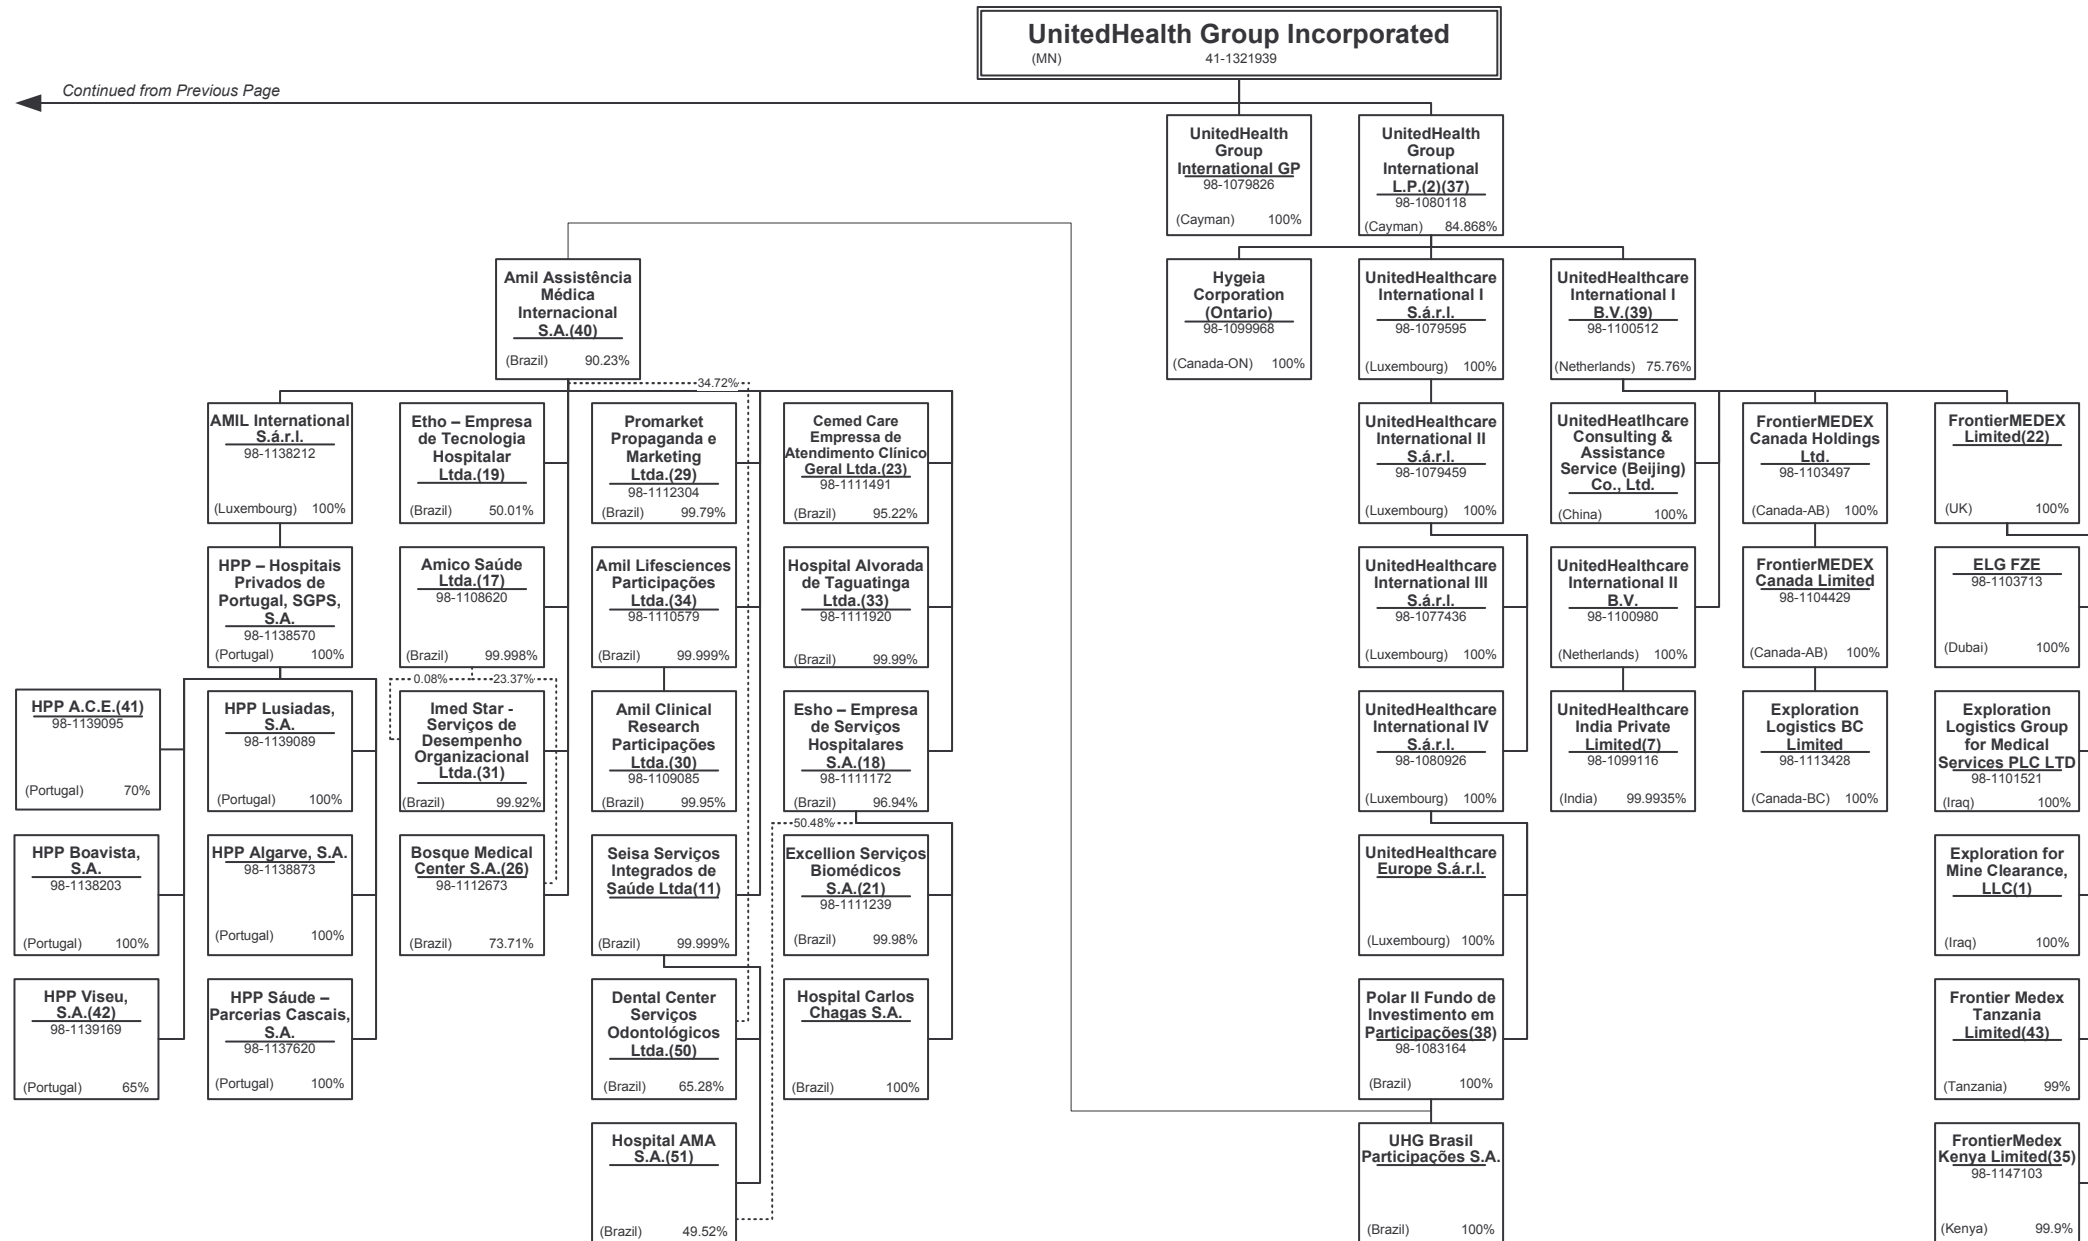 UnitedHealth Group Incorporated
(MN) 41-1321939
Continued from Previous Page
UnitedHealth
Group
International GP
98-1079826
(Cayman) 100%
UnitedHealth
Group
International
L.P.(2)(37)
98-1080118
(Cayman) 84.868%
Amil Assistência
Médica
Internacional
S.A.(40)
(Brazil) 90.23%
Hygeia
Corporation
(Ontario)
98-1099968
(Canada-ON) 100%
UnitedHealthcare
International I
S.á.r.l.
98-1079595
(Luxembourg) 100%
UnitedHealthcare
International I
B.V.(39)
98-1100512
(Netherlands) 75.76%
34.72%
AMIL International
S.á.r.l.
98-1138212
(Luxembourg) 100%
Etho – Empresa
de Tecnologia
Hospitalar
Ltda.(19)
(Brazil) 50.01%
Promarket
Propaganda e
Marketing
Ltda.(29)
98-1112304
(Brazil) 99.79%
Cemed Care
Empressa de
Atendimento Clínico
Geral Ltda.(23)
98-1111491
(Brazil) 95.22%
UnitedHealthcare
International II
S.á.r.l.
98-1079459
(Luxembourg) 100%
UnitedHeatlhcare
Consulting &
Assistance
Service (Beijing)
Co., Ltd.
(China) 100%
FrontierMEDEX
Canada Holdings
Ltd.
98-1103497
(Canada-AB) 100%
FrontierMEDEX
Limited(22)
(UK) 100%
HPP – Hospitais
Privados de
Portugal, SGPS,
S.A.
98-1138570
(Portugal) 100%
Amico Saúde
Ltda.(17)
98-1108620
(Brazil) 99.998%
Amil Lifesciences
Participações
Ltda.(34)
98-1110579
(Brazil) 99.999%
Hospital Alvorada
de Taguatinga
Ltda.(33)
98-1111920
(Brazil) 99.99%
UnitedHealthcare
International III
S.á.r.l.
98-1077436
(Luxembourg) 100%
UnitedHealthcare
International II
B.V.
98-1100980
(Netherlands) 100%
FrontierMEDEX
Canada Limited
98-1104429
(Canada-AB) 100%
ELG FZE
98-1103713
(Dubai) 100%
0.08% 23.37%
HPP A.C.E.(41)
98-1139095
(Portugal) 70%
HPP Lusiadas,
S.A.
98-1139089
(Portugal) 100%
Imed Star -
Serviços de
Desempenho
Organizacional
Ltda.(31)
(Brazil) 99.92%
Amil Clinical
Research
Participações
Ltda.(30)
98-1109085
(Brazil) 99.95%
Esho – Empresa
de Serviços
Hospitalares
S.A.(18)
98-1111172
(Brazil) 96.94%
UnitedHealthcare
International IV
S.á.r.l.
98-1080926
(Luxembourg) 100%
UnitedHealthcare
India Private
Limited(7)
98-1099116
(India) 99.9935%
Exploration
Logistics BC
Limited
98-1113428
(Canada-BC) 100%
Exploration
Logistics Group
for Medical
Services PLC LTD
98-1101521
(Iraq) 100%
50.48%
HPP Boavista,
S.A.
98-1138203
(Portugal) 100%
HPP Algarve, S.A.
98-1138873
(Portugal) 100%
Bosque Medical
Center S.A.(26)
98-1112673
(Brazil) 73.71%
Seisa Serviços
Integrados de
Saúde Ltda(11)
(Brazil) 99.999%
Excellion Serviços
Biomédicos
S.A.(21)
98-1111239
(Brazil) 99.98%
UnitedHealthcare
Europe S.á.r.l.
(Luxembourg) 100%
Exploration for
Mine Clearance,
LLC(1)
(Iraq) 100%
HPP Viseu,
S.A.(42)
98-1139169
(Portugal) 65%
HPP Sáude –
Parcerias Cascais,
S.A.
98-1137620
(Portugal) 100%
Dental Center
Serviços
Odontológicos
Ltda.(50)
(Brazil) 65.28%
Hospital Carlos
Chagas S.A.
(Brazil) 100%
Polar II Fundo de
Investimento em
Participações(38)
98-1083164
(Brazil) 100%
Frontier Medex
Tanzania
Limited(43)
(Tanzania) 99%
Hospital AMA
S.A.(51)
(Brazil) 49.52%
UHG Brasil
Participações S.A.
(Brazil) 100%
FrontierMedex
Kenya Limited(35)
98-1147103
(Kenya) 99.9%